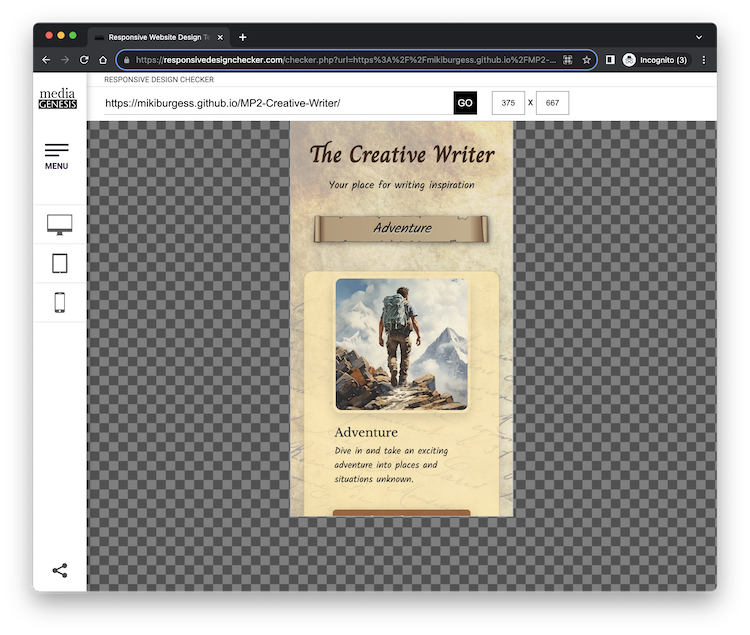 Responsive Website Design Te
Incognito (3)
https://responsivedesignchecker.com/checker.php?url=https%3A%2F%2Fmikiburgess.github.io%2FMP2-...
media
GENESIS
RESPONSIVE DESIGN CHECKER
https://mikiburgess.github.io/MP2-Creative-Writer/
GO
375
X
667
MENU
The Creative Writer
Your place for writing inspiration
Adventure
Adventure
Dive in and take an exciting
adventure into places and
situations unknown.